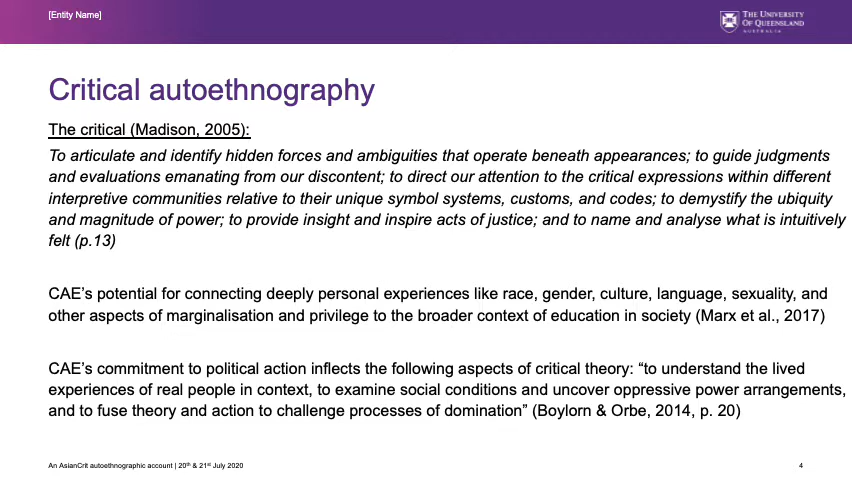 [Entity Name]
THE UNIVERSITY
OF QUEENSLAND
AUSTRALIA
Critical autoethnography
The critical (Madison, 2005):
To articulate and identify hidden forces and ambiguities that operate beneath appearances; to guide judgments
and evaluations emanating from our discontent; to direct our attention to the critical expressions within different
interpretive communities relative to their unique symbol systems, customs, and codes; to demystify the ubiquity
and magnitude of power; to provide insight and inspire acts of justice; and to name and analyse what is intuitively
felt (p.13)
CAE’s potential for connecting deeply personal experiences like race, gender, culture, language, sexuality, and
other aspects of marginalisation and privilege to the broader context of education in society (Marx et al., 2017)
CAE’s commitment to political action inflects the following aspects of critical theory: “to understand the lived
experiences of real people in context, to examine social conditions and uncover oppressive power arrangements,
and to fuse theory and action to challenge processes of domination” (Boylorn & Orbe, 2014, p. 20)
An AsianCrit autoethnographic account | 20th & 21st July 2020
4